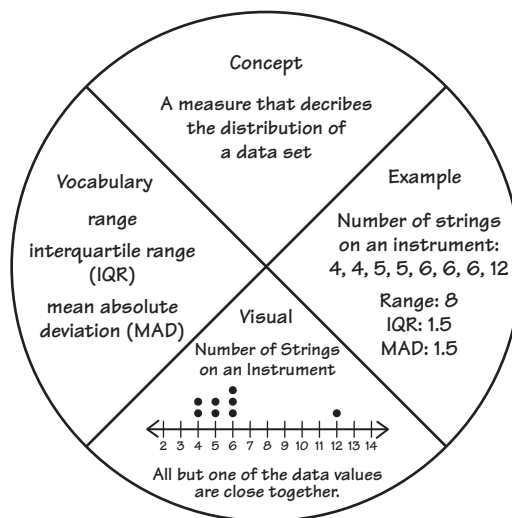 Concept
A measure that decribes
the distribution of
a data set
Vocabulary
range
interquartile range
(IQR)
mean absolute
deviation (MAD)
Example
Number of strings
on an instrument:
4, 4, 5, 5, 6, 6, 6, 12
Range: 8
IQR: 1.5
MAD: 1.5
Visual
Number of Strings
on an Instrument
2 3 4 5 6 7 8 9 10 11 12 13 14
All but one of the data values
are close together.